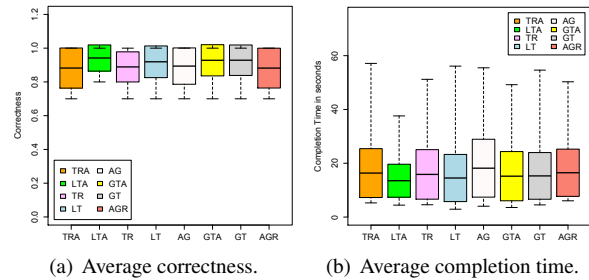 Correctness
0.0 0.2 0.4 0.6 0.8 1.0 1.2
TRA AG
LTA GTA
TR GT
LT AGR
TRA LTA TR LT AG GTA GT AGR
(a) Average correctness.
Completion Time in seconds
0 20 40 60
TRA AG
LTA GTA
TR GT
LT AGR
TRA LTA TR LT AG GTA GT AGR
(b) Average completion time.